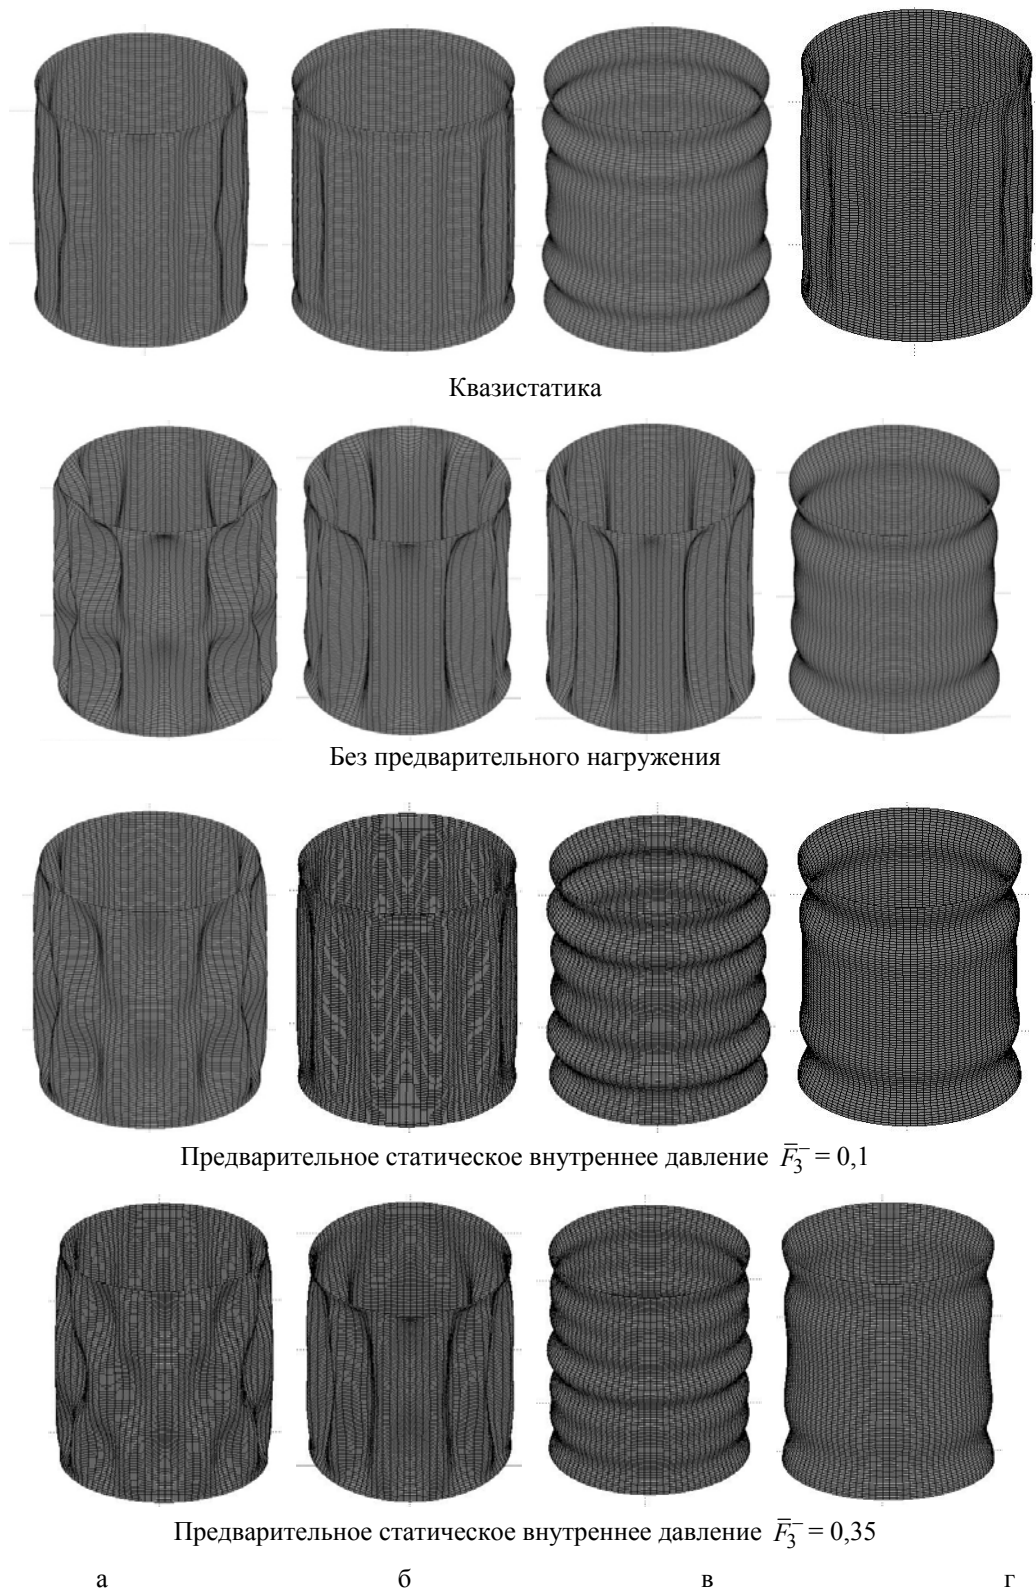 Квазистатика
Без предварительного нагружения
Предварительное статическое внутреннее давление F̅₃⁻ = 0,1
Предварительное статическое внутреннее давление F̅₃⁻ = 0,35
а б в г